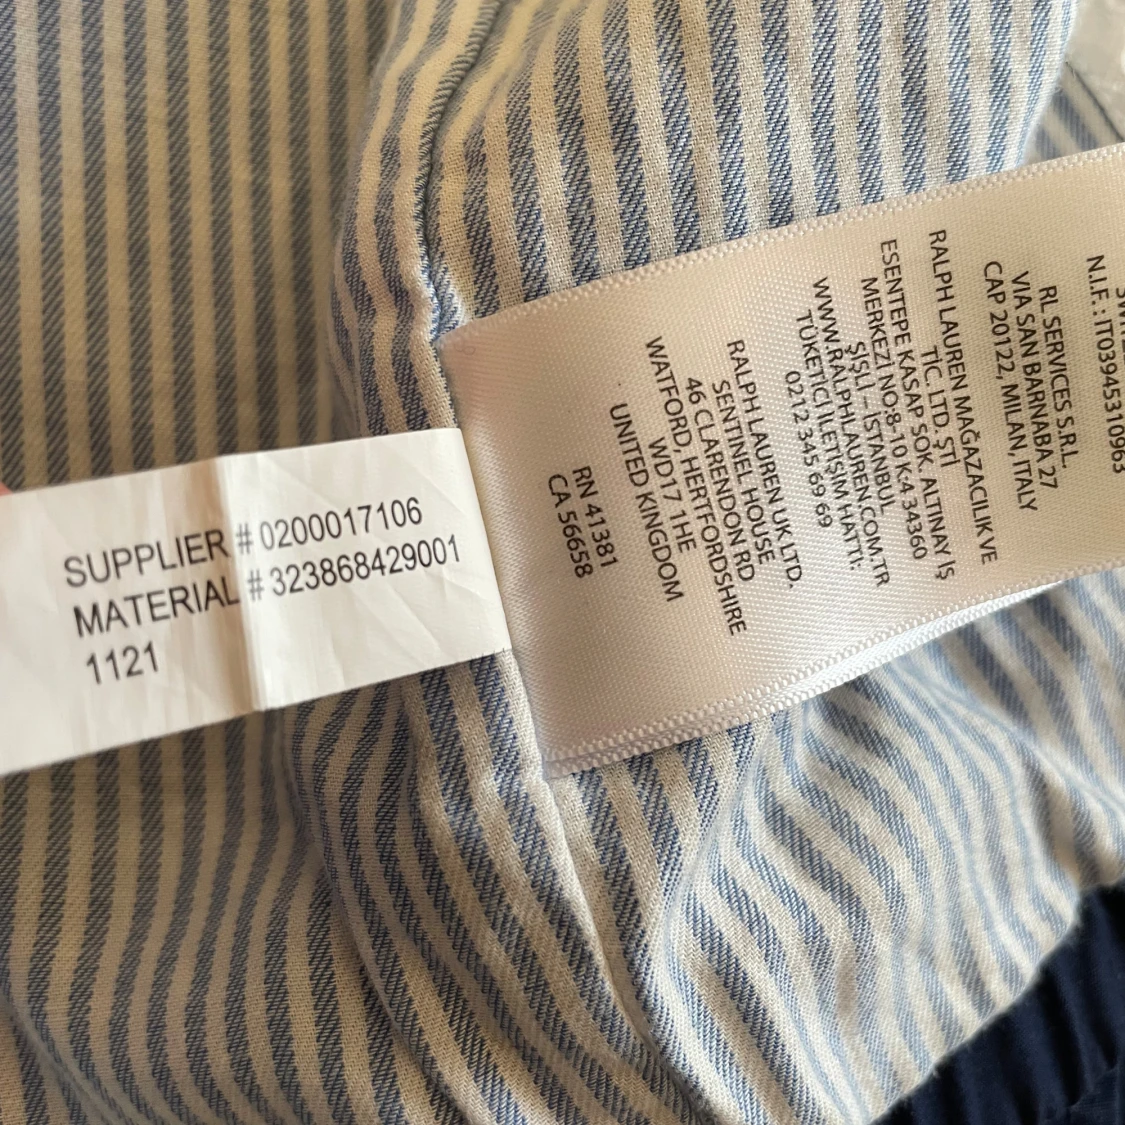 SUPPLIER # 0200017106
MATERIAL # 323868429001
1121
N.I.F.: IT03945310963
RL SERVICES S.R.L.
VIA SAN BARNABA 27
CAP 20122, MILAN, ITALY
RALPH LAUREN MAĞAZACILIK VE
TİC. LTD. ŞTİ
ESENTEPE KASAP SOK. ALTINAY İŞ
MERKEZİ NO:8-10 K:4 34360
ŞİŞLİ – İSTANBUL
WWW.RALPHLAUREN.COM.TR
TÜKETİCİ İLETİŞİM HATTI:
0212 345 69 69
RALPH LAUREN UK LTD.
SENTINEL HOUSE
46 CLARENDON RD
WATFORD, HERTFORDSHIRE
WD17 1HE
UNITED KINGDOM
RN 41381
CA 56658